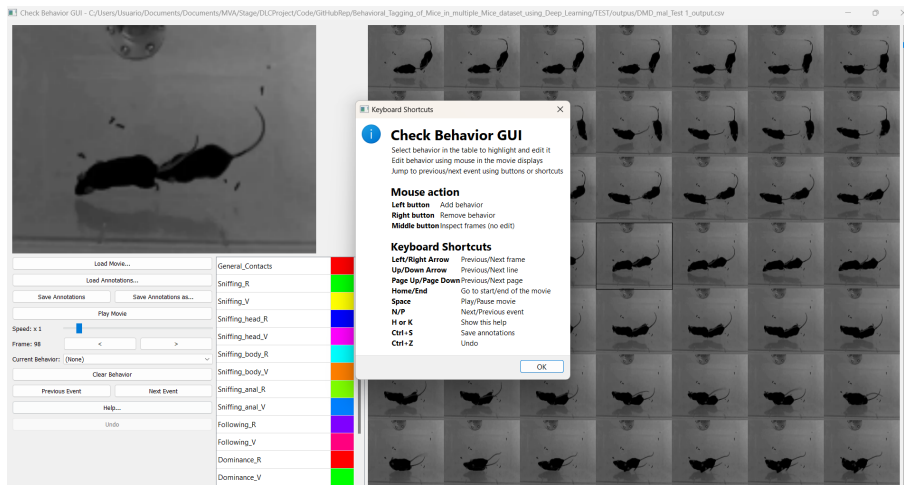 Check Behavior GUI - C:/Users/Usuario/Documents/Documents/MVA/Stage/DLCProject/Code/GitHubRep/Behavioral_Tagging_of_Mice_in_multiple_Mice_dataset_using_Deep_Learning/TEST/outpus/DMD_mal_Test 1_output.csv
Load Movie...
Load Annotations...
Save Annotations
Save Annotations as...
Play Movie
Speed: x 1
Frame: 98
<
>
Current Behavior:
(None)
Clear Behavior
Previous Event
Next Event
Help...
Undo
General_Contacts
Sniffing_R
Sniffing_V
Sniffing_head_R
Sniffing_head_V
Sniffing_body_R
Sniffing_body_V
Sniffing_anal_R
Sniffing_anal_V
Following_R
Following_V
Dominance_R
Dominance_V
Keyboard Shortcuts
Check Behavior GUI
Select behavior in the table to highlight and edit it
Edit behavior using mouse in the movie displays
Jump to previous/next event using buttons or shortcuts
Mouse action
Left button Add behavior
Right button Remove behavior
Middle button Inspect frames (no edit)
Keyboard Shortcuts
Left/Right Arrow Previous/Next frame
Up/Down Arrow Previous/Next line
Page Up/Page Down Previous/Next page
Home/End Go to start/end of the movie
Space Play/Pause movie
N/P Next/Previous event
H or K Show this help
Ctrl+S Save annotations
Ctrl+Z Undo
OK